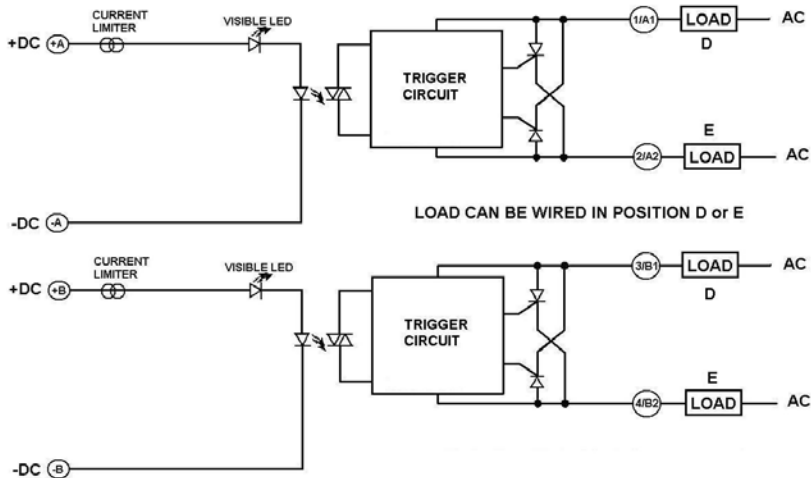 CURRENT
LIMITER
VISIBLE LED
+DC +A
-DC -A
TRIGGER
CIRCUIT
1/A1
LOAD
AC
D
E
2/A2
LOAD
AC
LOAD CAN BE WIRED IN POSITION D or E
CURRENT
LIMITER
VISIBLE LED
+DC +B
-DC -B
TRIGGER
CIRCUIT
3/B1
LOAD
AC
D
E
4/B2
LOAD
AC